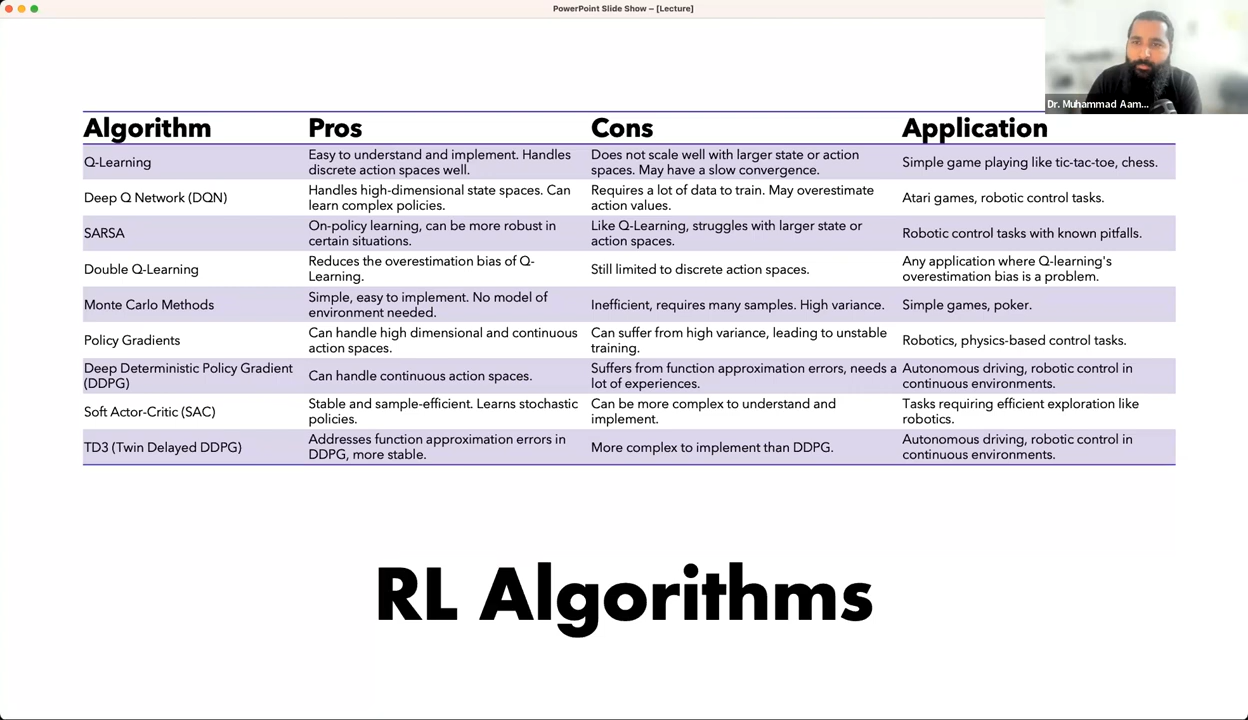 PowerPoint Slide Show – [Lecture]
Dr. Muhammad Aam...
Algorithm Pros Cons Application
Q-Learning
Easy to understand and implement. Handles
discrete action spaces well.
Does not scale well with larger state or action
spaces. May have a slow convergence.
Simple game playing like tic-tac-toe, chess.
Deep Q Network (DQN)
Handles high-dimensional state spaces. Can
learn complex policies.
Requires a lot of data to train. May overestimate
action values.
Atari games, robotic control tasks.
SARSA
On-policy learning, can be more robust in
certain situations.
Like Q-Learning, struggles with larger state or
action spaces.
Robotic control tasks with known pitfalls.
Double Q-Learning
Reduces the overestimation bias of Q-
Learning.
Still limited to discrete action spaces.
Any application where Q-learning's
overestimation bias is a problem.
Monte Carlo Methods
Simple, easy to implement. No model of
environment needed.
Inefficient, requires many samples. High variance.
Simple games, poker.
Policy Gradients
Can handle high dimensional and continuous
action spaces.
Can suffer from high variance, leading to unstable
training.
Robotics, physics-based control tasks.
Deep Deterministic Policy Gradient
(DDPG)
Can handle continuous action spaces.
Suffers from function approximation errors, needs a
lot of experiences.
Autonomous driving, robotic control in
continuous environments.
Soft Actor-Critic (SAC)
Stable and sample-efficient. Learns stochastic
policies.
Can be more complex to understand and
implement.
Tasks requiring efficient exploration like
robotics.
TD3 (Twin Delayed DDPG)
Addresses function approximation errors in
DDPG, more stable.
More complex to implement than DDPG.
Autonomous driving, robotic control in
continuous environments.
RL Algorithms